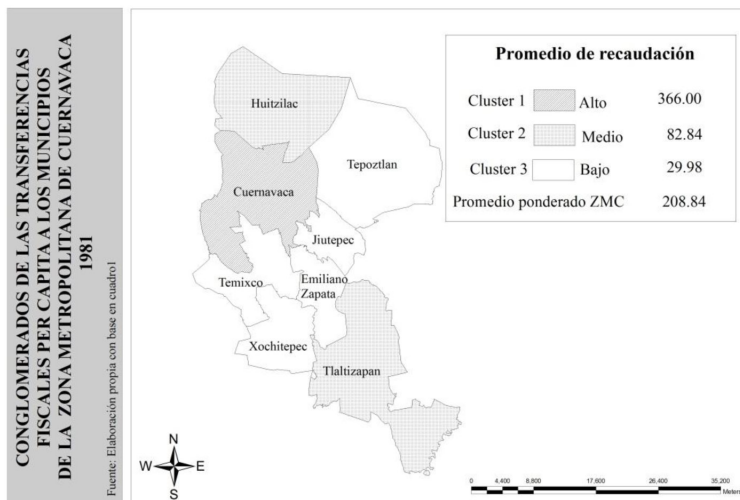 CONGLOMERADOS DE LAS TRANSFERENCIAS
FISCALES PER CAPITA A LOS MUNICIPIOS
DE LA ZONA METROPOLITANA DE CUERNAVACA
1981
Fuente: Elaboración propia con base en cuadro1
Promedio de recaudación
Cluster 1 Alto 366.00
Cluster 2 Medio 82.84
Cluster 3 Bajo 29.98
Promedio ponderado ZMC 208.84
Huitzilac
Tepoztlan
Cuernavaca
Jiutepec
Temixco
Emiliano
Zapata
Xochitepec
Tlaltizapan
N
W E
S
0 4,400 8,800 17,600 26,400 35,200
Meters